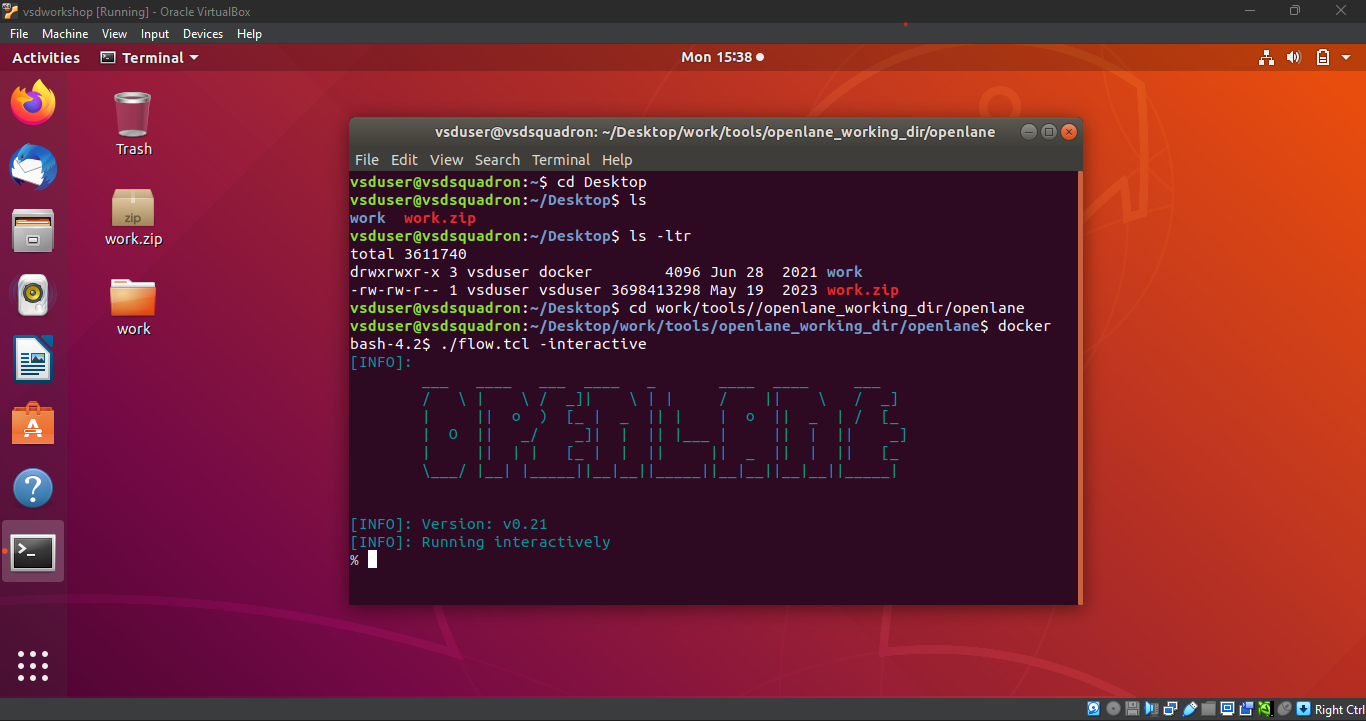 vsdworkshop [Running] - Oracle VirtualBox
File Machine View Input Devices Help
Activities Terminal Mon 15:38
Trash
zip
work.zip
work
vsduser@vsdsquadron: ~/Desktop/work/tools/openlane_working_dir/openlane
File Edit View Search Terminal Help
vsduser@vsdsquadron:~$ cd Desktop
vsduser@vsdsquadron:~/Desktop$ ls
work work.zip
vsduser@vsdsquadron:~/Desktop$ ls -ltr
total 3611740
drwxrwxr-x 3 vsduser docker 4096 Jun 28 2021 work
-rw-rw-r-- 1 vsduser vsduser 3698413298 May 19 2023 work.zip
vsduser@vsdsquadron:~/Desktop$ cd work/tools//openlane_working_dir/openlane
vsduser@vsdsquadron:~/Desktop/work/tools/openlane_working_dir/openlane$ docker
bash-4.2$ ./flow.tcl -interactive
[INFO]:
OPENLANE
[INFO]: Version: v0.21
[INFO]: Running interactively
%
Right Ctrl